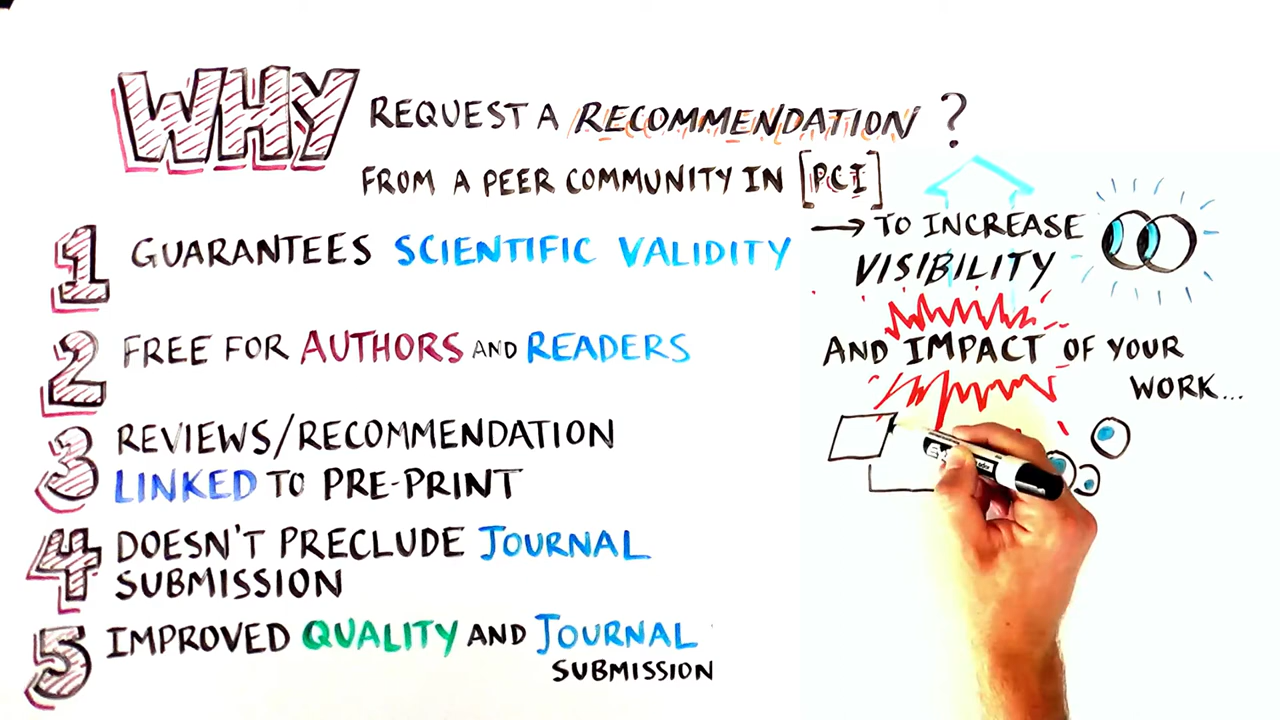 WHY REQUEST A RECOMMENDATION?
FROM A PEER COMMUNITY IN [PCI]
1 GUARANTEES SCIENTIFIC VALIDITY
2 FREE FOR AUTHORS AND READERS
3 REVIEWS/RECOMMENDATION
LINKED TO PRE-PRINT
4 DOESN'T PRECLUDE JOURNAL
SUBMISSION
5 IMPROVED QUALITY AND JOURNAL
SUBMISSION
→ TO INCREASE
VISIBILITY
AND IMPACT OF YOUR
WORK...